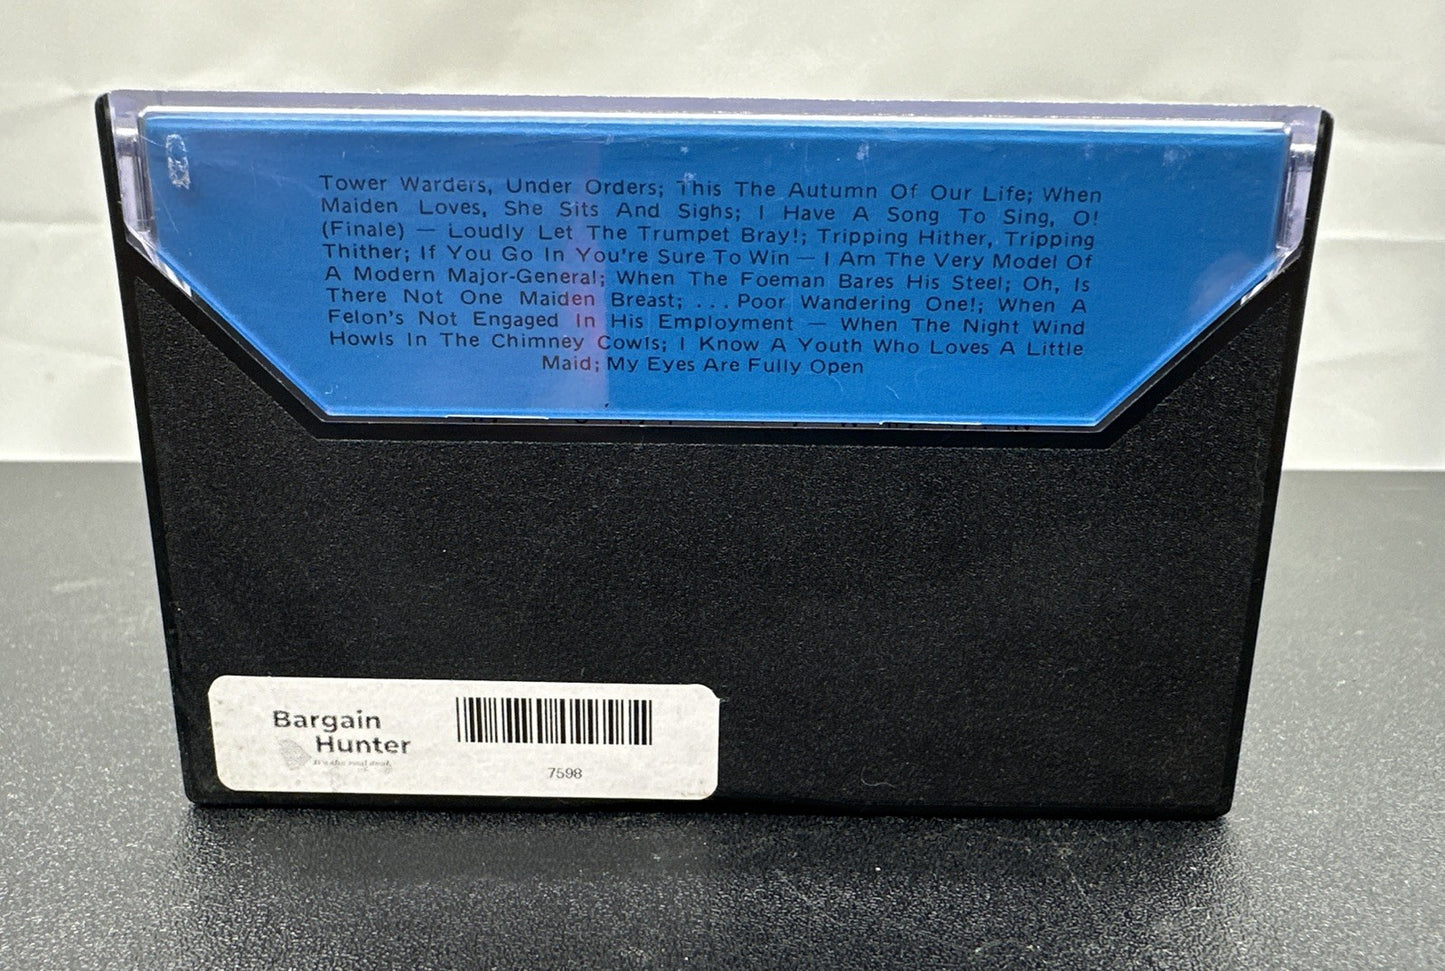 Tower Warders, Under Orders; This The Autumn Of Our Life; When
Maiden Loves, She Sits And Sighs; I Have A Song To Sing, O!
(Finale) — Loudly Let The Trumpet Bray!; Tripping Hither, Tripping
Thither; If You Go In You're Sure To Win — I Am The Very Model Of
A Modern Major-General; When The Foeman Bares His Steel; Oh, Is
There Not One Maiden Breast; ... Poor Wandering One!; When A
Felon's Not Engaged In His Employment — When The Night Wind
Howls In The Chimney Cowls; I Know A Youth Who Loves A Little
Maid; My Eyes Are Fully Open
Bargain
Hunter
It's the real deal.
7598